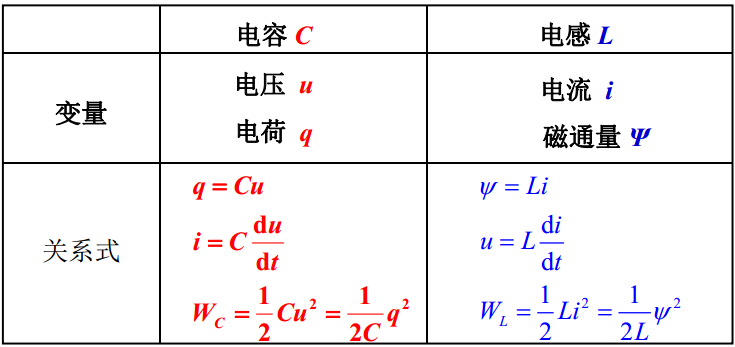 电容 C 电感 L
变量 电压 u 电流 i
电荷 q 磁通量 Ψ
关系式 q = Cu ψ = Li
i = C du/dt u = L di/dt
W_C = 1/2 Cu² = 1/2C q² W_L = 1/2 Li² = 1/2L ψ²